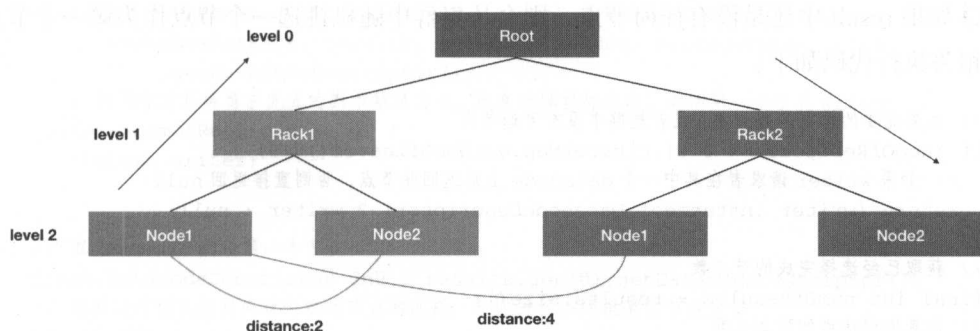 level 0
Root
level 1
Rack1
Rack2
level 2
Node1
Node2
Node1
Node2
distance:2
distance:4